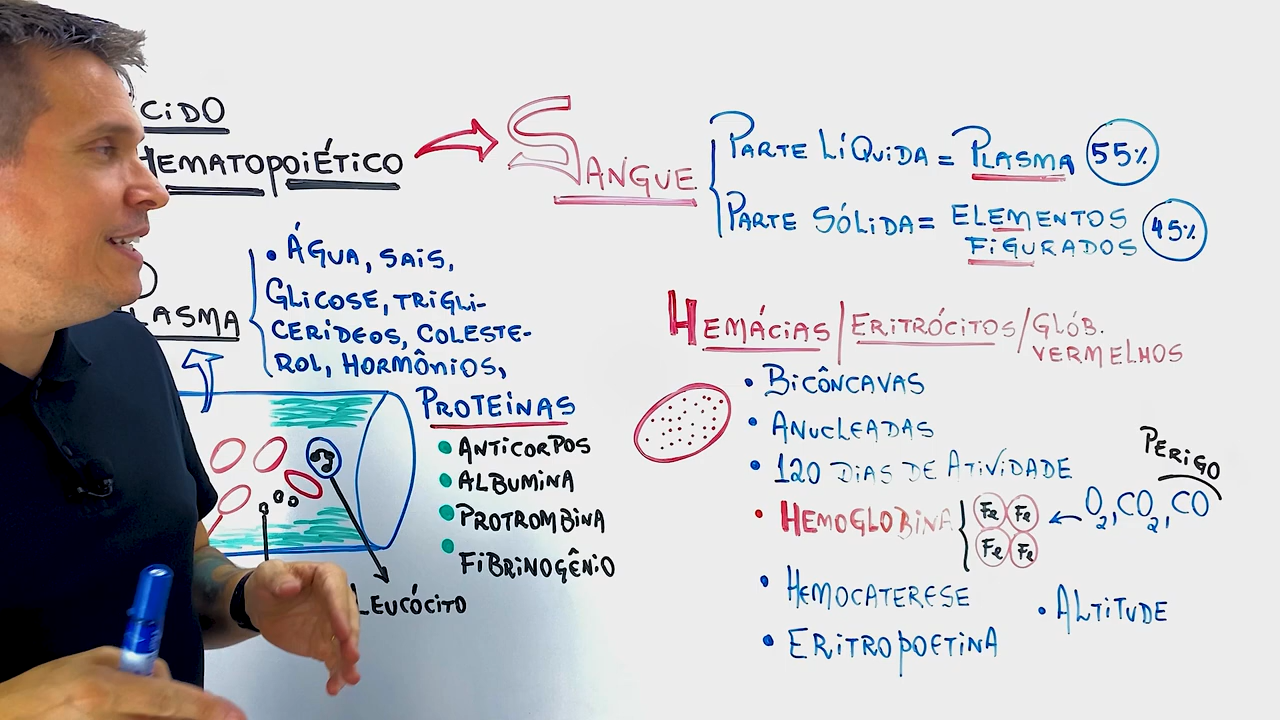 CIDO
HEMATOPOIÉTICO
SANGUE
PARTE LÍQUIDA = PLASMA 55%
PARTE SÓLIDA = ELEMENTOS
FIGURADOS 45%
LASMA
• ÁGUA, SAIS,
GLICOSE, TRIGLI-
CERÍDEOS, COLESTE-
ROL, HORMÔNIOS,
PROTEÍNAS
• ANTICORPOS
• ALBUMINA
• PROTROMBINA
• FIBRINOGÊNIO
LEUCÓCITO
HEMÁCIAS / ERITRÓCITOS / GLÓB.
VERMELHOS
• BICÔNCAVAS
• ANUCLEADAS
• 120 DIAS DE ATIVIDADE
• HEMOGLOBINA { Fe Fe
Fe Fe
PERIGO
O2, CO2, CO
• HEMOCATERESE
• ERITROPOETINA
• ALTITUDE